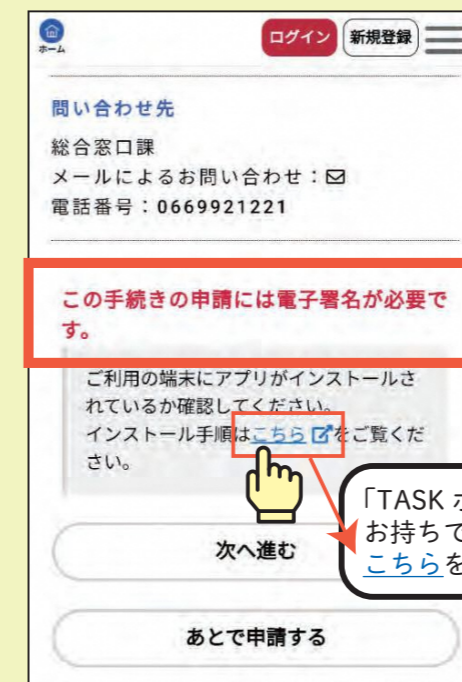 ホーム
ログイン
新規登録
問い合わせ先
総合窓口課
メールによるお問い合わせ：
電話番号：0669921221
この手続きの申請には電子署名が必要で
す。
ご利用の端末にアプリがインストールさ
れているか確認してください。
インストール手順はこちらをご覧くだ
さい。
「TASK ポ
お持ちで
こちらを
次へ進む
あとで申請する